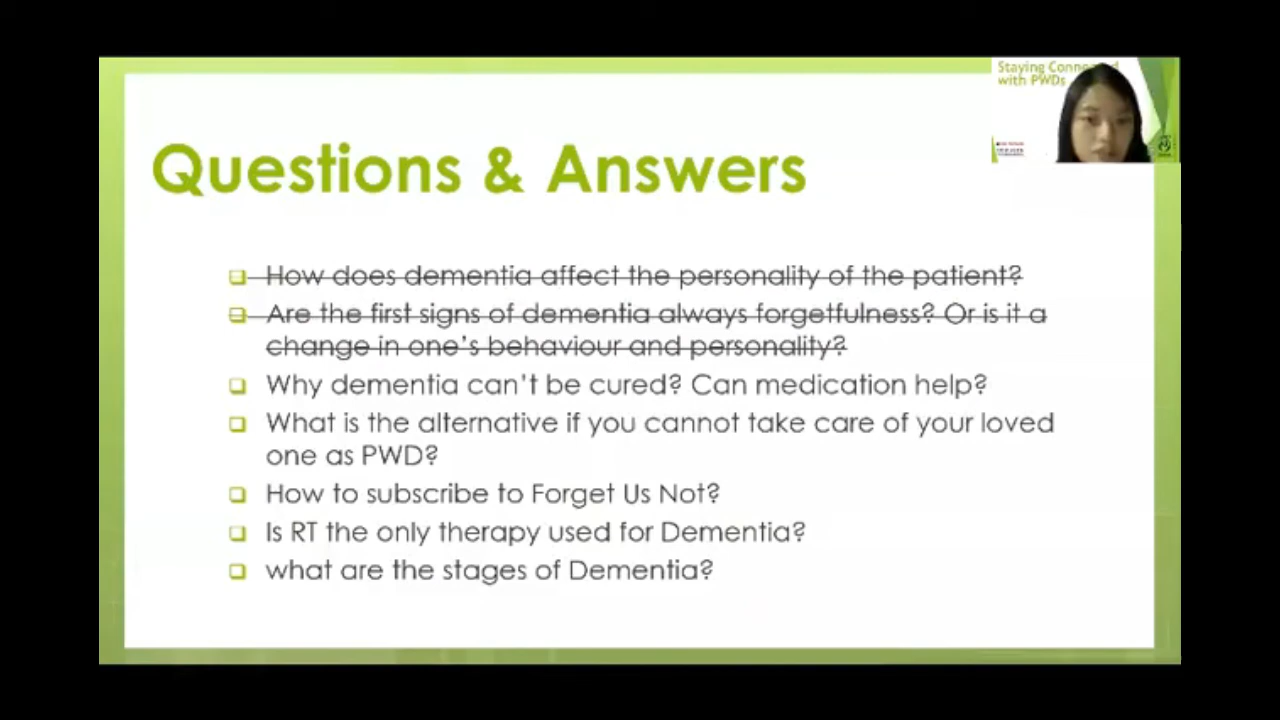 Staying Conne
with PWDs
Questions & Answers
How does dementia affect the personality of the patient?
Are the first signs of dementia always forgetfulness? Or is it a
change in one's behaviour and personality?
Why dementia can't be cured? Can medication help?
What is the alternative if you cannot take care of your loved
one as PWD?
How to subscribe to Forget Us Not?
Is RT the only therapy used for Dementia?
what are the stages of Dementia?